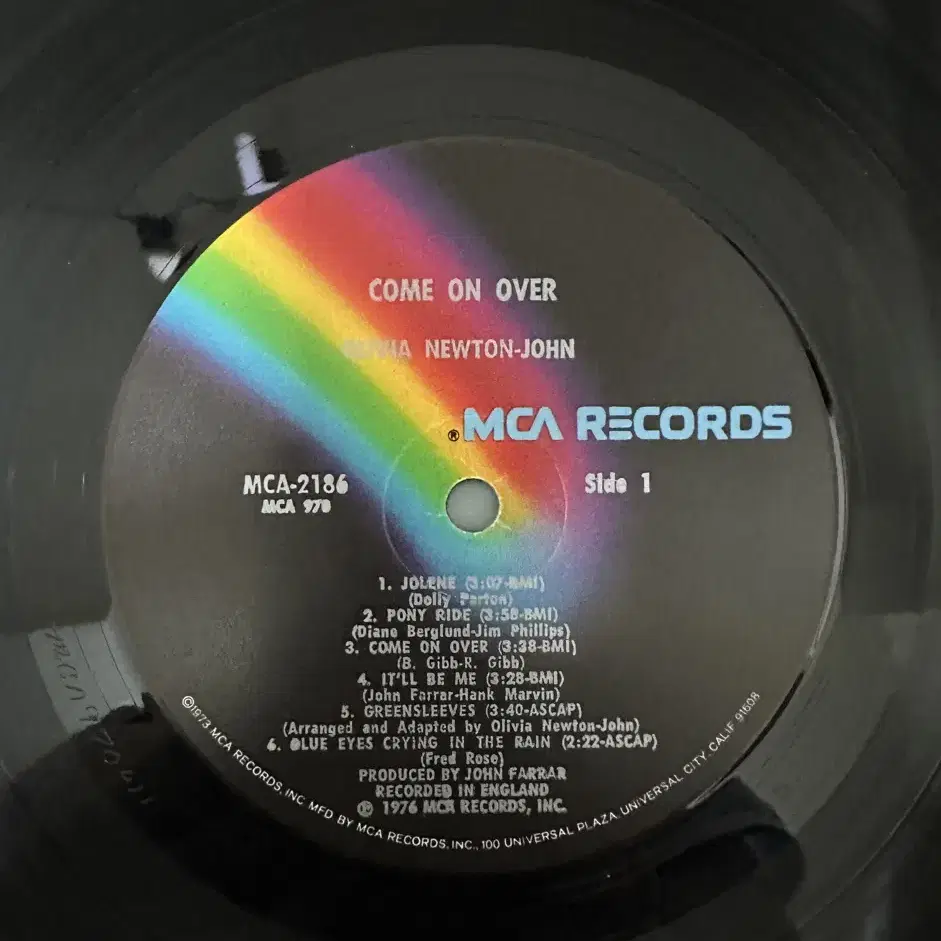 COME ON OVER
OLIVIA NEWTON-JOHN
® MCA RECORDS
MCA-2186
MCA 970
Side 1
1. JOLENE (3:07-BMI)
(Dolly Parton)
2. PONY RIDE (3:58-BMI)
(Diane Berglund-Jim Phillips)
3. COME ON OVER (3:38-BMI)
(B. Gibb-R. Gibb)
4. IT'LL BE ME (3:28-BMI)
(John Farrar-Hank Marvin)
5. GREENSLEEVES (3:40-ASCAP)
(Arranged and Adapted by Olivia Newton-John)
6. BLUE EYES CRYING IN THE RAIN (2:22-ASCAP)
(Fred Rose)
PRODUCED BY JOHN FARRAR
RECORDED IN ENGLAND
℗ 1976 MCA RECORDS, INC.
©1973 MCA RECORDS, INC. MFD. BY MCA RECORDS, INC., 100 UNIVERSAL PLAZA, UNIVERSAL CITY, CALIF. 91608